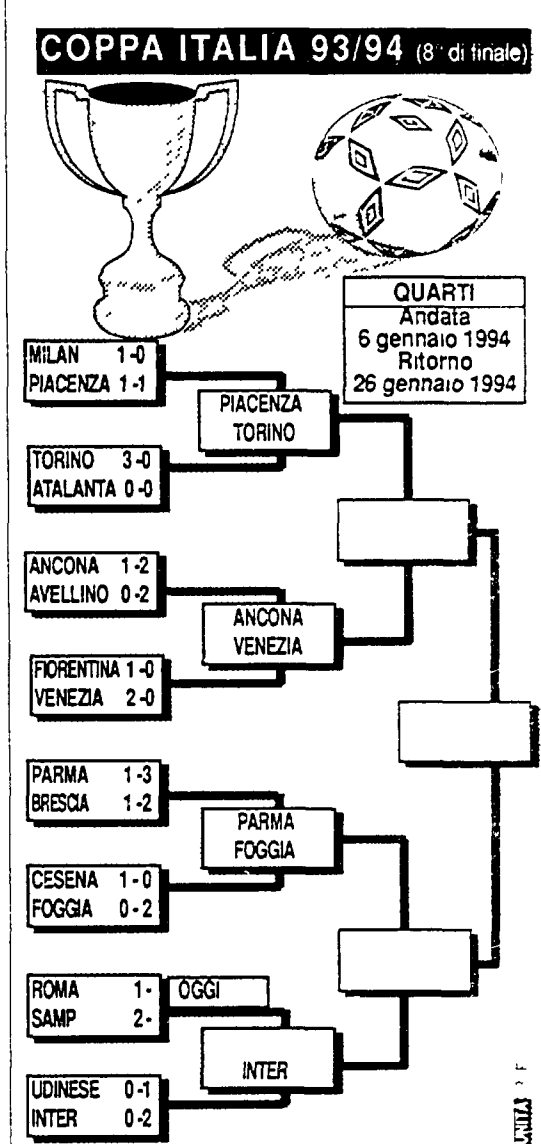 COPPA ITALIA 93/94 (8" di finale)
QUARTI
Andata
6 gennaio 1994
Ritorno
26 gennaio 1994
MILAN 1-0
PIACENZA 1-1
PIACENZA
TORINO
TORINO 3-0
ATALANTA 0-0
ANCONA 1-2
AVELLINO 0-2
ANCONA
VENEZIA
FIORENTINA 1-0
VENEZIA 2-0
PARMA 1-3
BRESCIA 1-2
PARMA
FOGGIA
CESENA 1-0
FOGGIA 0-2
ROMA 1- OGGI
SAMP 2-
INTER
UDINESE 0-1
INTER 0-2